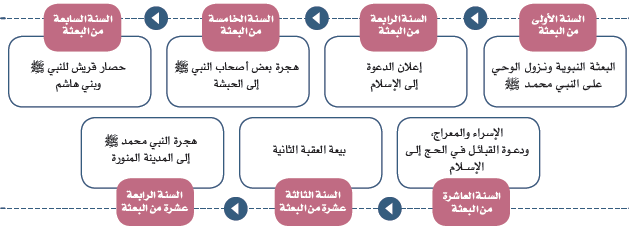 السنة الأولى
من البعثة
البعثة النبوية ونزول الوحي
على النبي محمد ﷺ
السنة الرابعة
من البعثة
إعلان الدعوة
إلى الإسلام
السنة الخامسة
من البعثة
هجرة بعض أصحاب النبي ﷺ
إلى الحبشة
السنة السابعة
من البعثة
حصار قريش للنبي ﷺ
وبني هاشم
الإسراء والمعراج،
ودعوة القبائل في الحج إلى
الإسلام
السنة العاشرة
من البعثة
بيعة العقبة الثانية
السنة الثالثة
عشرة من البعثة
هجرة النبي محمد ﷺ
إلى المدينة المنورة
السنة الرابعة
عشرة من البعثة